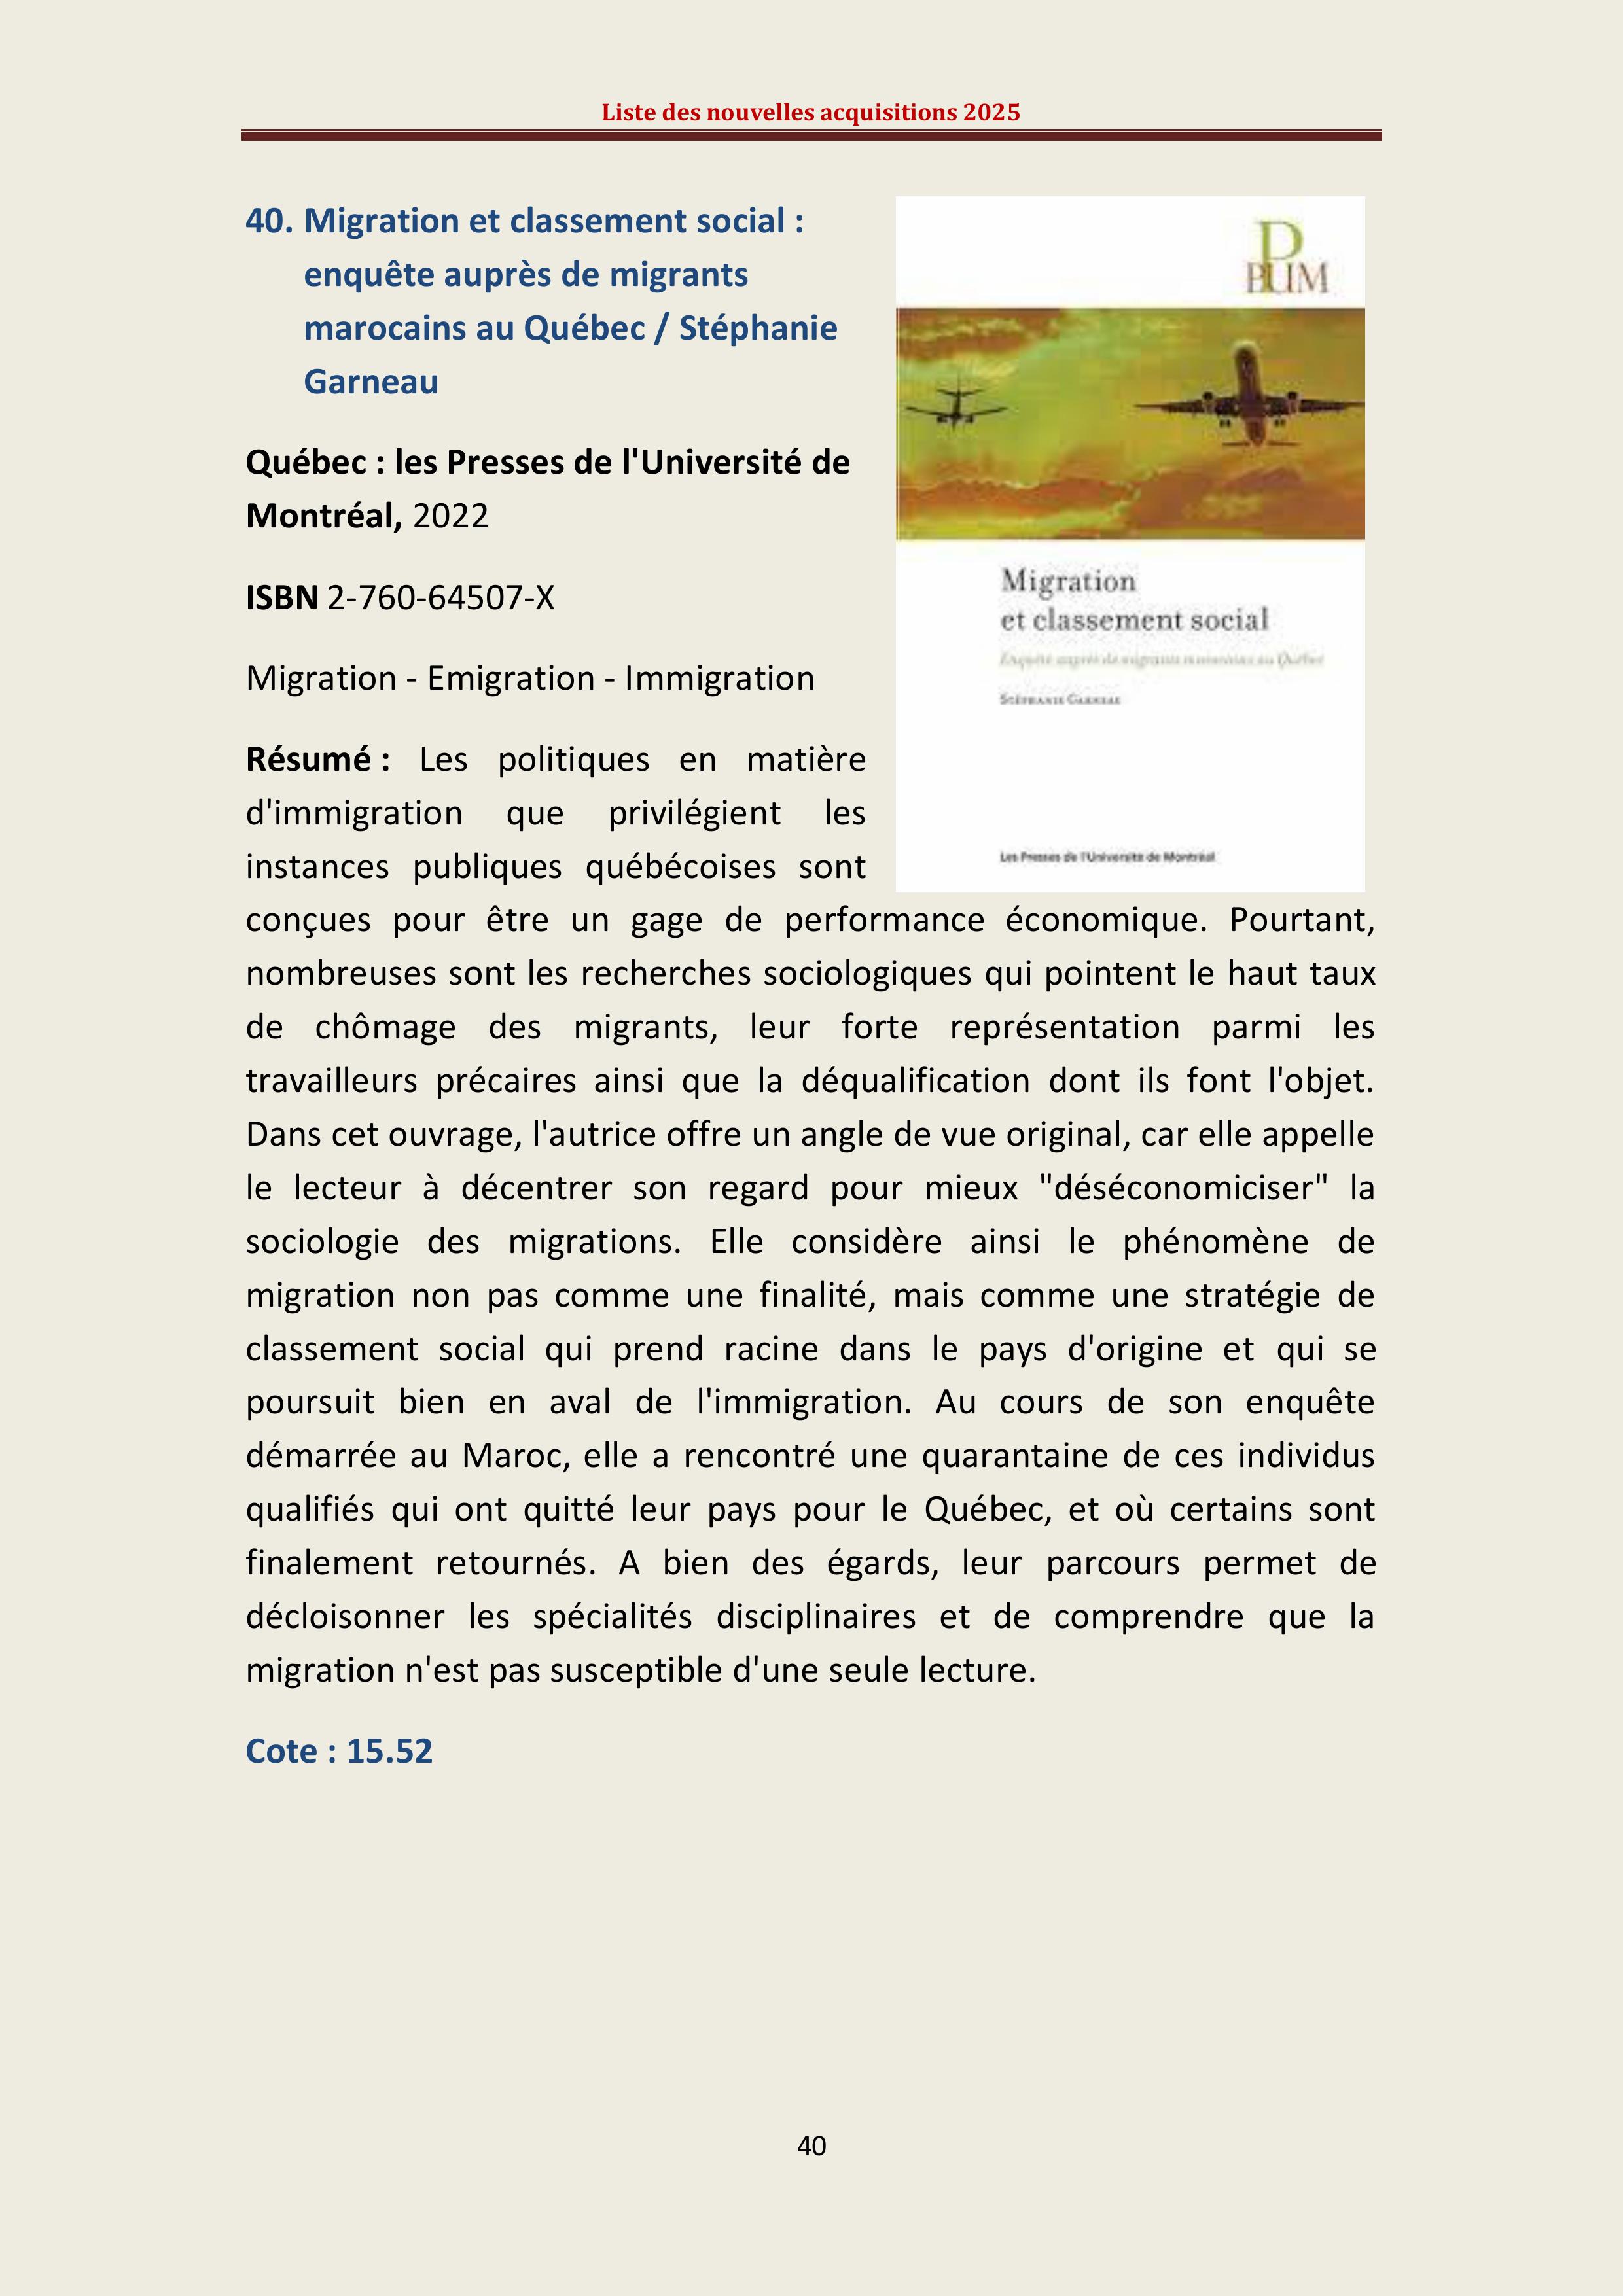 Liste des nouvelles acquisitions 2025
40. Migration et classement social :
enquête auprès de migrants
marocains au Québec / Stéphanie
Garneau
Québec : les Presses de l'Université de
Montréal, 2022
ISBN 2-760-64507-X
Migration - Emigration - Immigration
Résumé : Les politiques en matière
d'immigration que privilégient les
instances publiques québécoises sont
PUM
Migration
et classement social
Enquête auprès de migrants marocains au Québec
Stéphanie Garneau
Les Presses de l'Université de Montréal
conçues pour être un gage de performance économique. Pourtant,
nombreuses sont les recherches sociologiques qui pointent le haut taux
de chômage des migrants, leur forte représentation parmi les
travailleurs précaires ainsi que la déqualification dont ils font l'objet.
Dans cet ouvrage, l'autrice offre un angle de vue original, car elle appelle
le lecteur à décentrer son regard pour mieux "déséconomiciser" la
sociologie des migrations. Elle considère ainsi le phénomène de
migration non pas comme une finalité, mais comme une stratégie de
classement social qui prend racine dans le pays d'origine et qui se
poursuit bien en aval de l'immigration. Au cours de son enquête
démarrée au Maroc, elle a rencontré une quarantaine de ces individus
qualifiés qui ont quitté leur pays pour le Québec, et où certains sont
finalement retournés. A bien des égards, leur parcours permet de
décloisonner les spécialités disciplinaires et de comprendre que la
migration n'est pas susceptible d'une seule lecture.
Cote : 15.52
40